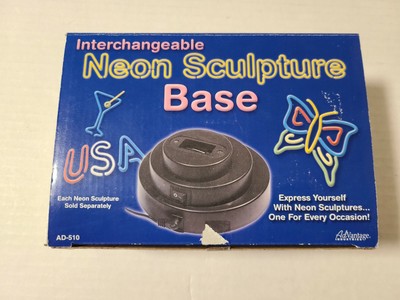 Interchangeable
Neon Sculpture
Base
USA
Each Neon Sculpture
Sold Separately
Express Yourself
With Neon Sculptures...
One For Every Occasion!
AD-510
AdVantage